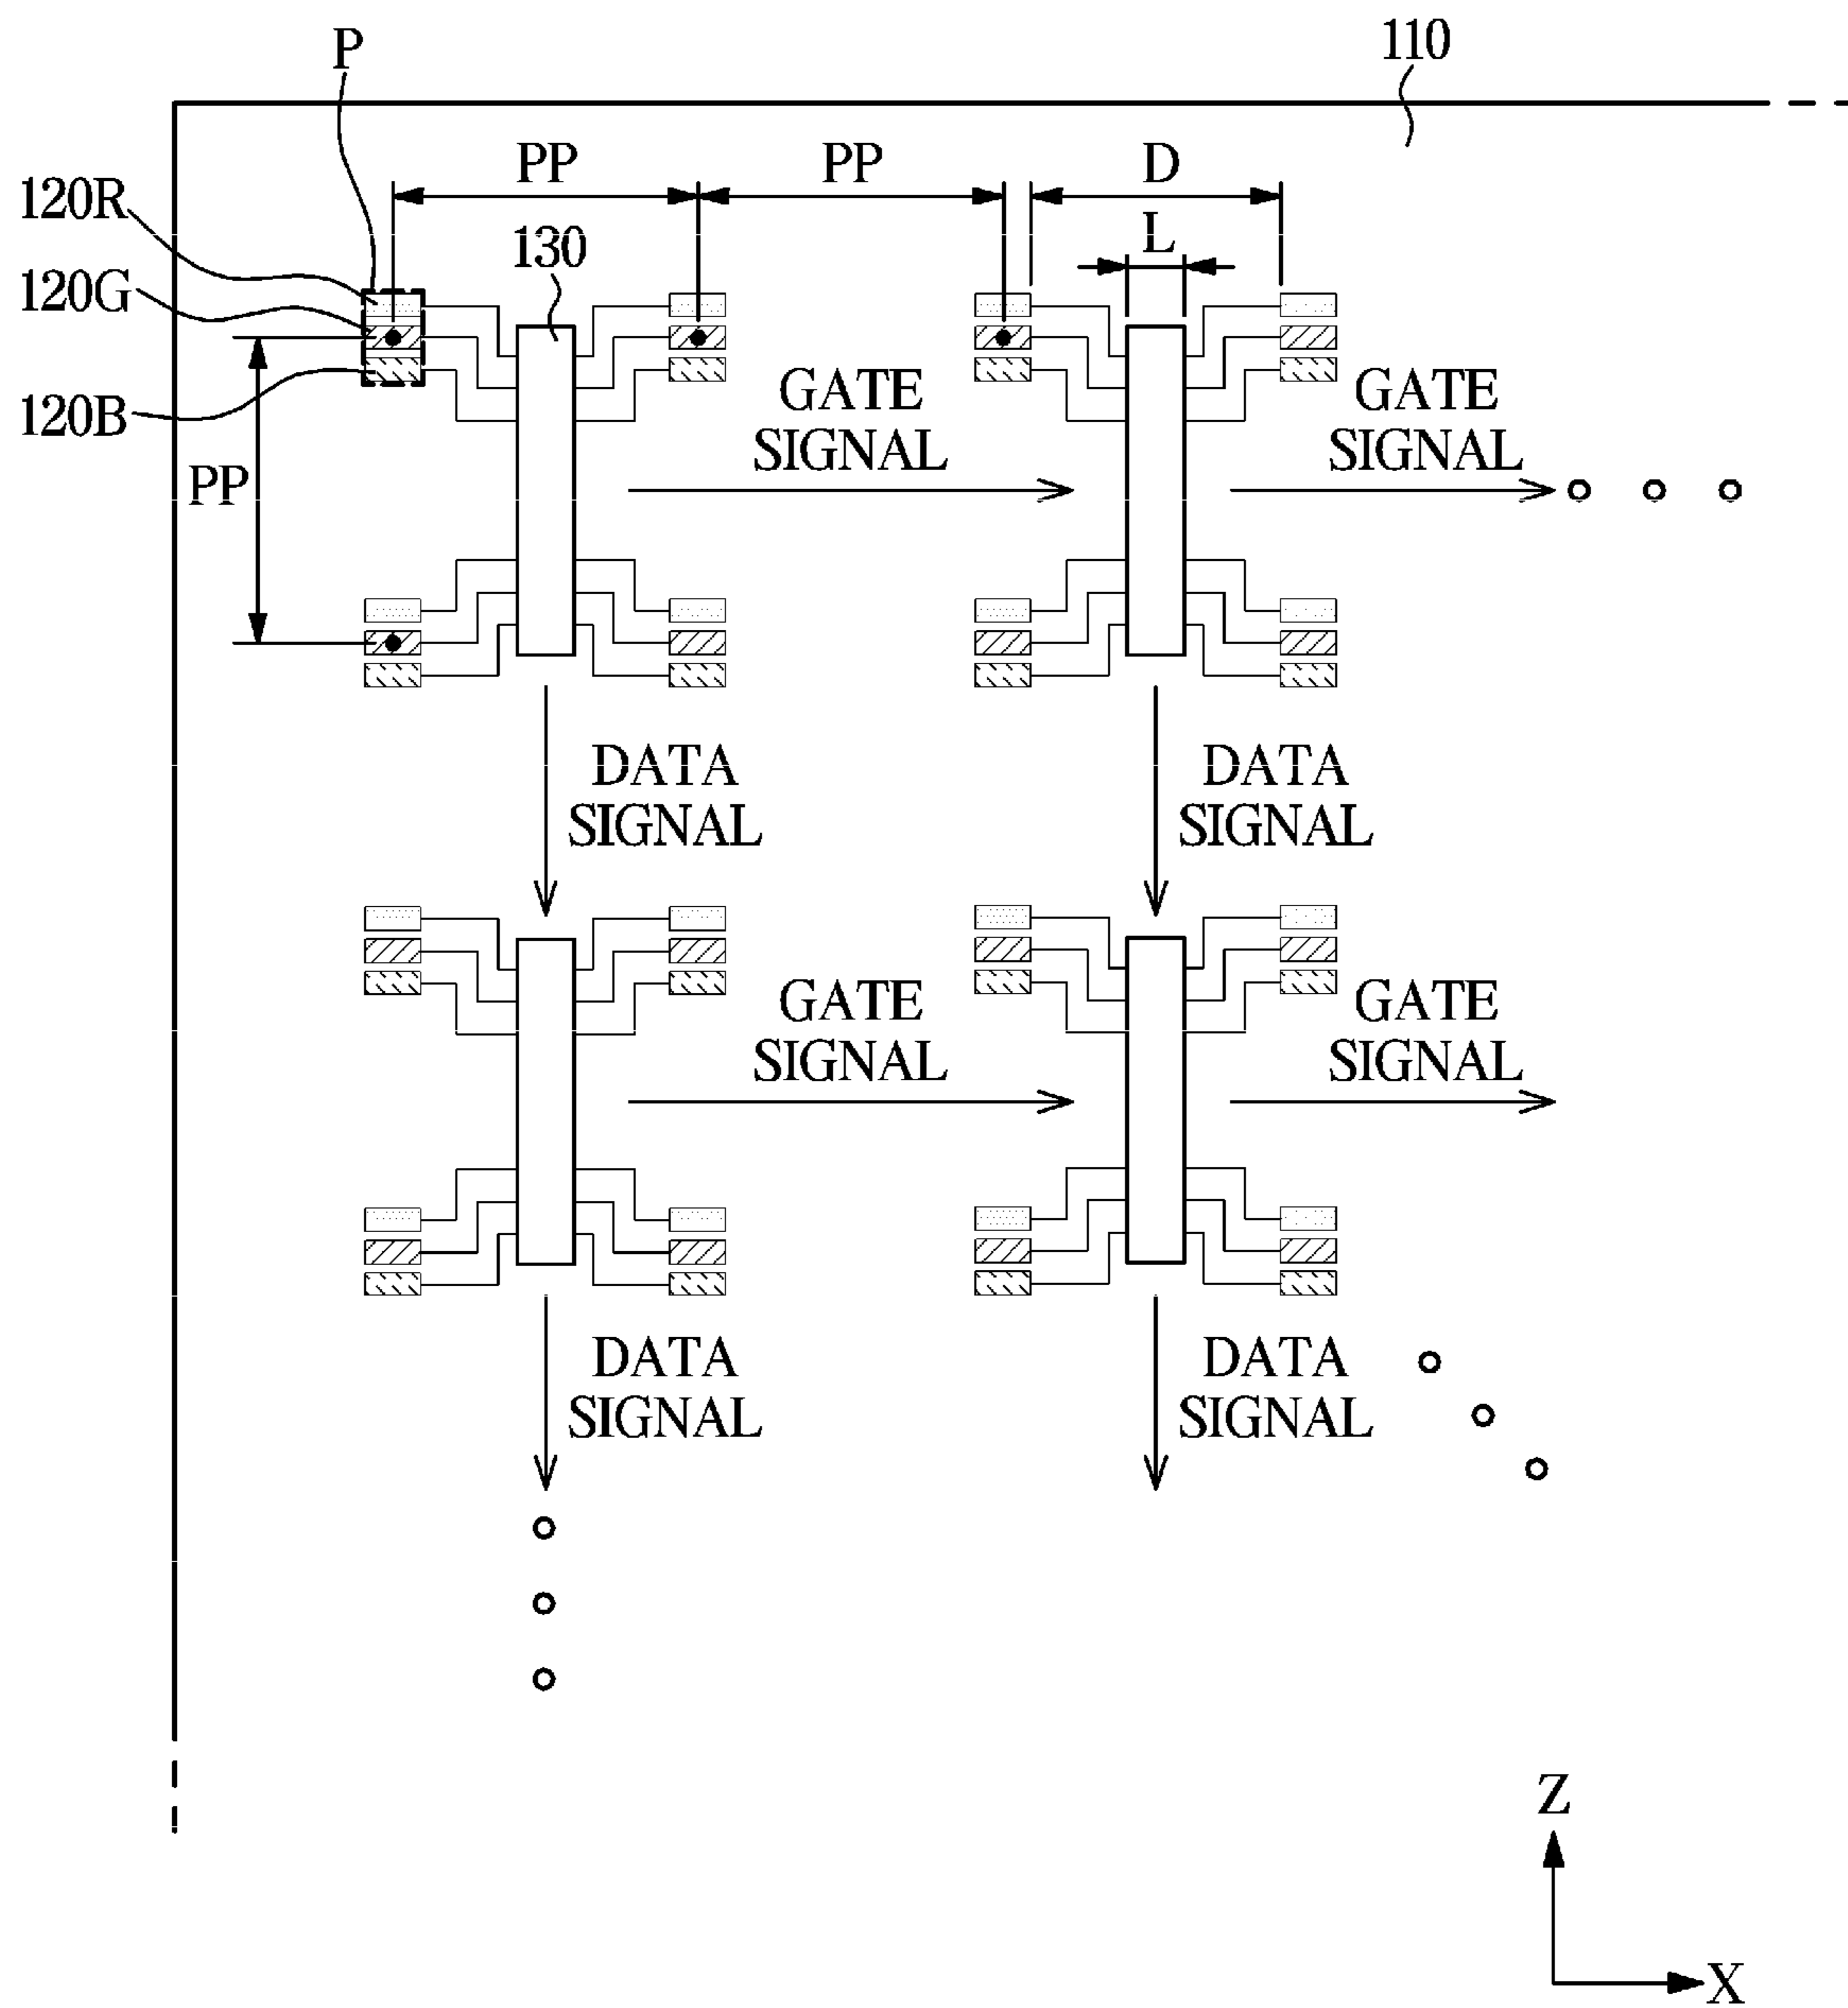 P
110
PP
PP
D
120R
L
130
120G
120B
GATE
SIGNAL
GATE
SIGNAL
PP
DATA
SIGNAL
DATA
SIGNAL
GATE
SIGNAL
GATE
SIGNAL
DATA
SIGNAL
DATA
SIGNAL
Z
X